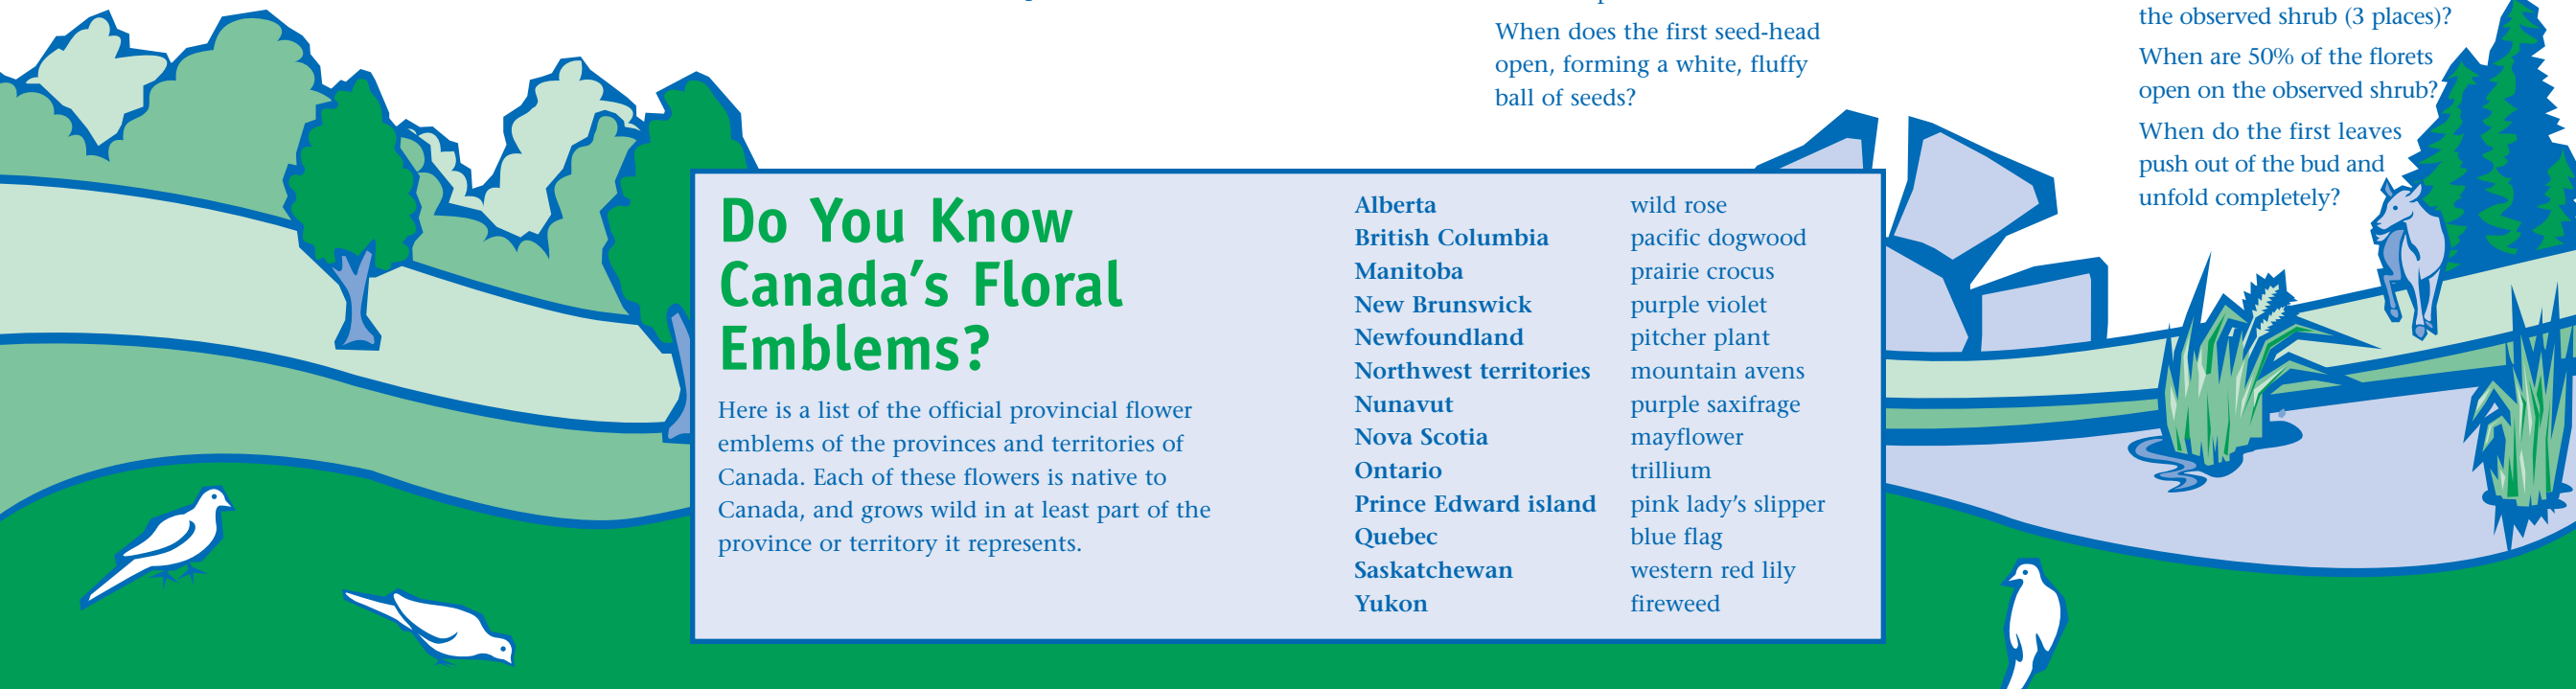 When does the first seed-head
open, forming a white, fluffy
ball of seeds?
the observed shrub (3 places)?
When are 50% of the florets
open on the observed shrub?
When do the first leaves
push out of the bud and
unfold completely?
Do You Know
Canada’s Floral
Emblems?
Here is a list of the official provincial flower
emblems of the provinces and territories of
Canada. Each of these flowers is native to
Canada, and grows wild in at least part of the
province or territory it represents.
Alberta wild rose
British Columbia pacific dogwood
Manitoba prairie crocus
New Brunswick purple violet
Newfoundland pitcher plant
Northwest territories mountain avens
Nunavut purple saxifrage
Nova Scotia mayflower
Ontario trillium
Prince Edward island pink lady’s slipper
Quebec blue flag
Saskatchewan western red lily
Yukon fireweed